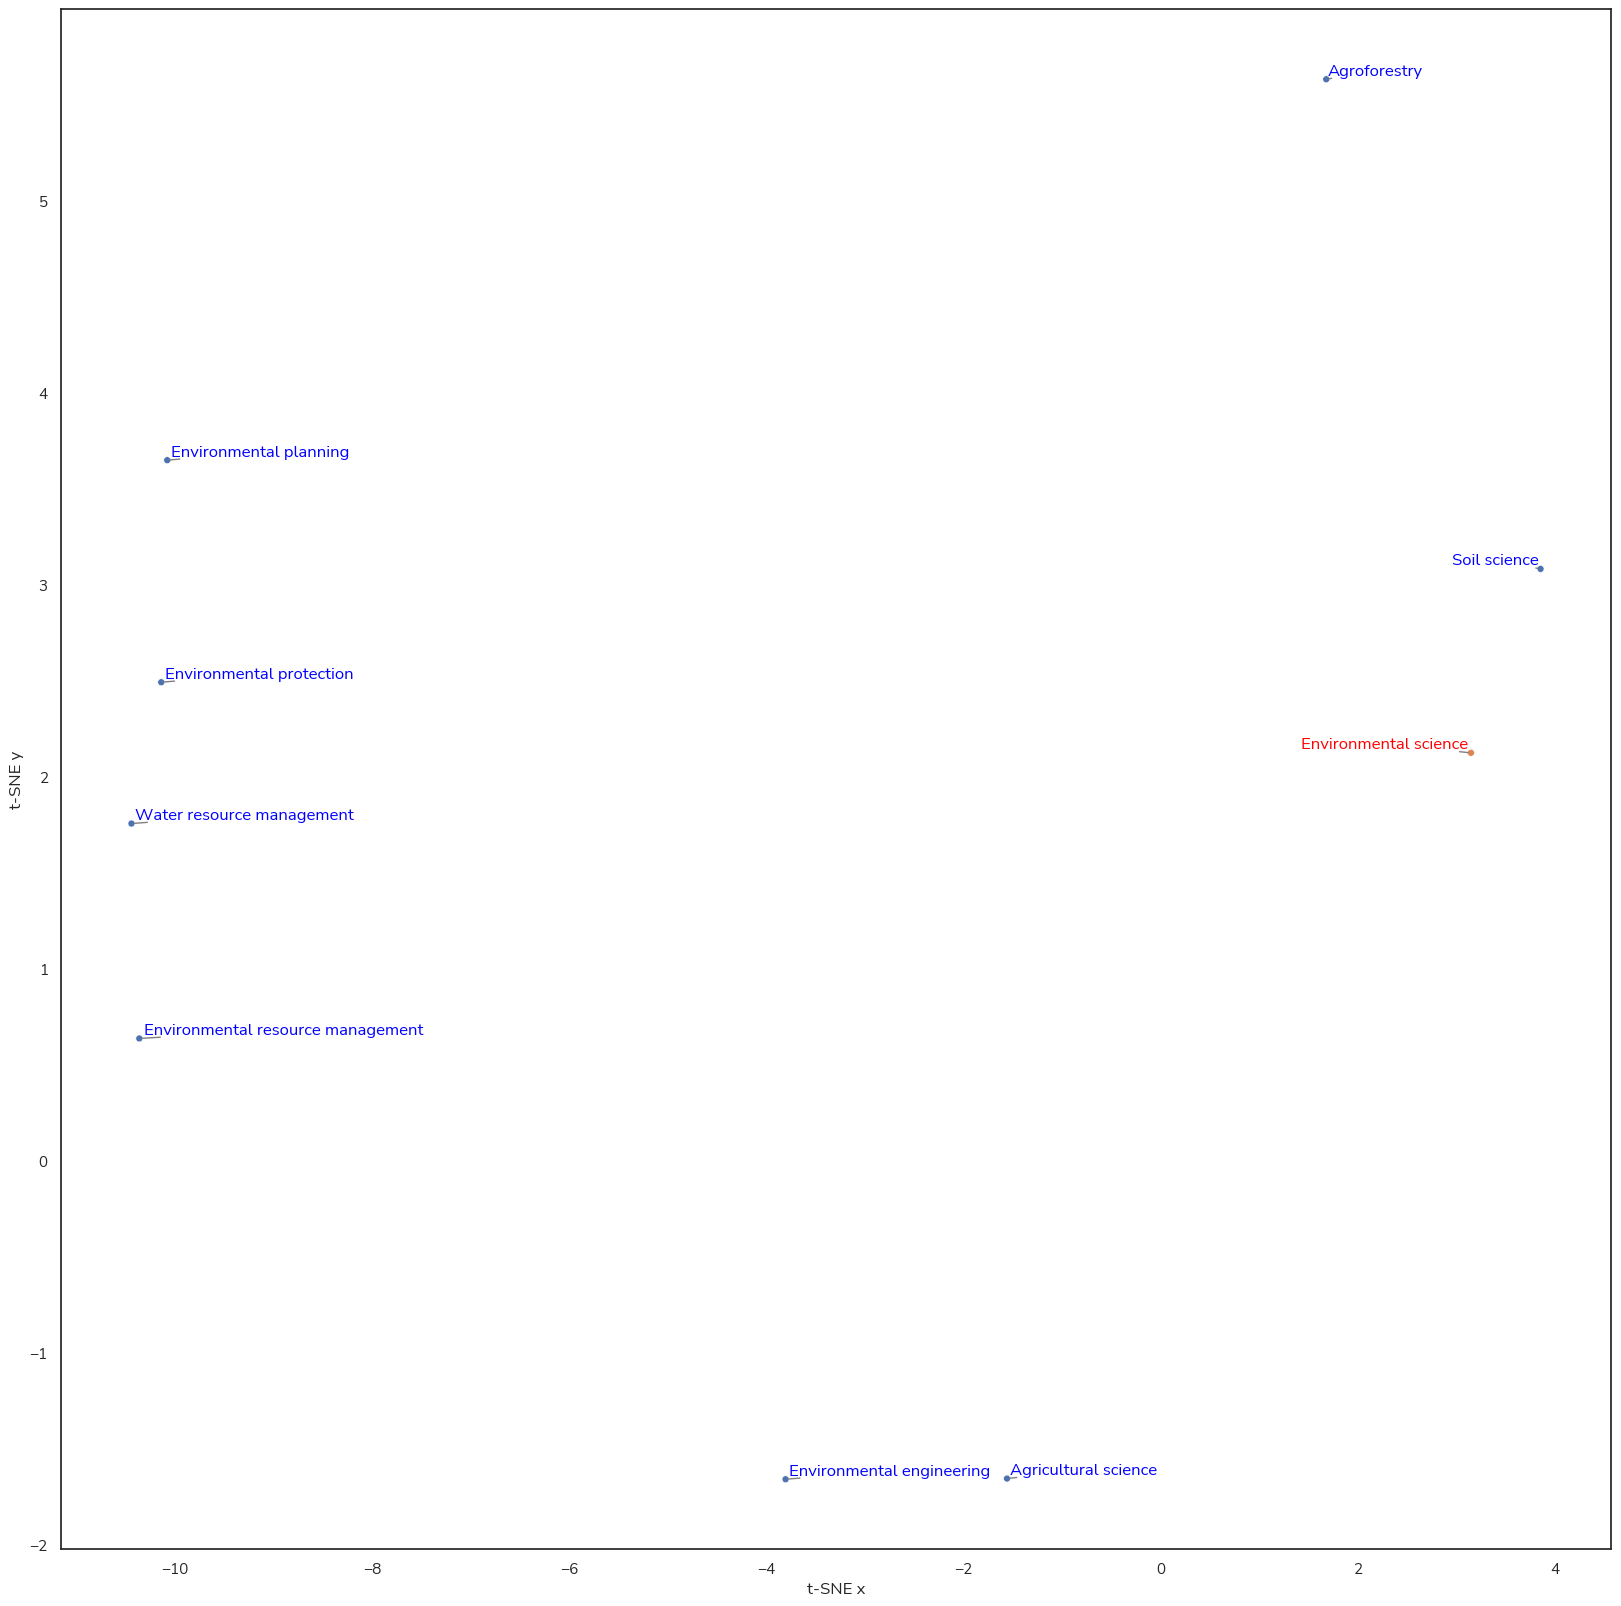 Agroforestry
5
4
Environmental planning
3
Soil science
Environmental protection
Environmental science
2
Water resource management
1
Environmental resource management
0
−1
Environmental engineering
Agricultural science
−2
−10 −8 −6 −4 −2 0 2 4
t-SNE x
t-SNE y